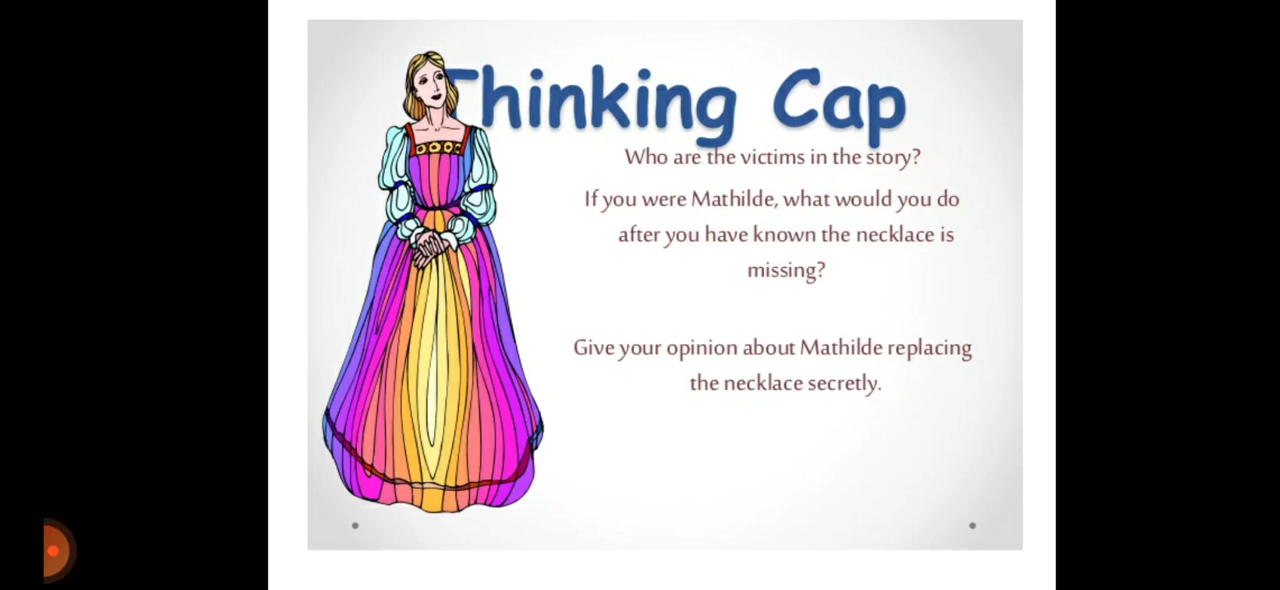 Thinking Cap
Who are the victims in the story?
If you were Mathilde, what would you do
after you have known the necklace is
missing?
Give your opinion about Mathilde replacing
the necklace secretly.